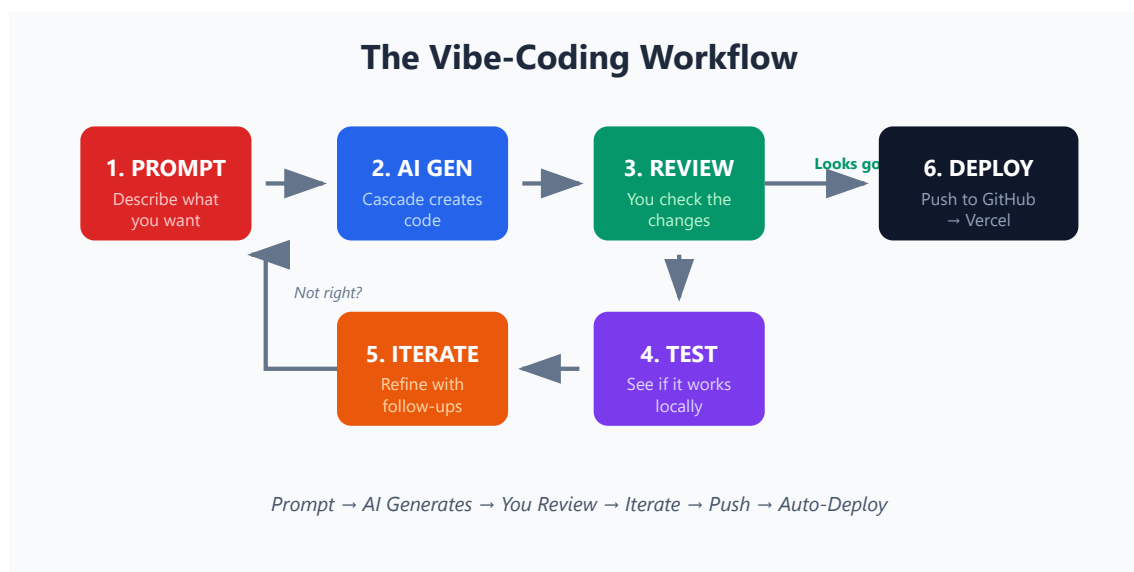 The Vibe-Coding Workflow
1. PROMPT
Describe what
you want
2. AI GEN
Cascade creates
code
3. REVIEW
You check the
changes
Looks go
6. DEPLOY
Push to GitHub
→ Vercel
Not right?
5. ITERATE
Refine with
follow-ups
4. TEST
See if it works
locally
Prompt → AI Generates → You Review → Iterate → Push → Auto-Deploy